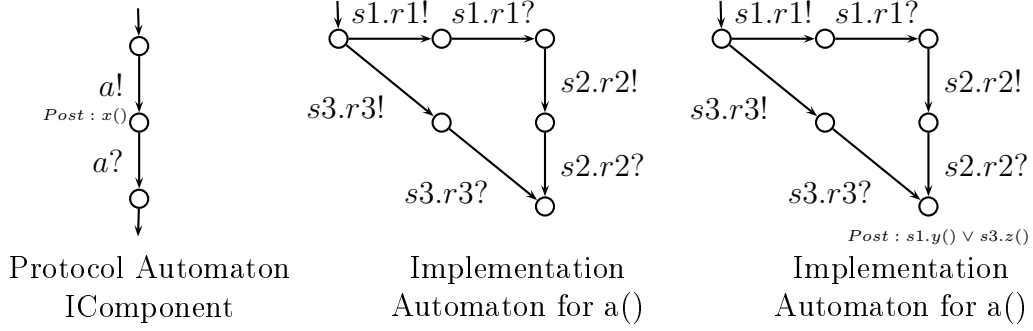 a!
Post : x()
a?
Protocol Automaton
IComponent
s1.r1! s1.r1?
s2.r2!
s3.r3!
s2.r2?
s3.r3?
Implementation
Automaton for a()
s1.r1! s1.r1?
s2.r2!
s3.r3!
s2.r2?
s3.r3?
Post : s1.y() ∨ s3.z()
Implementation
Automaton for a()